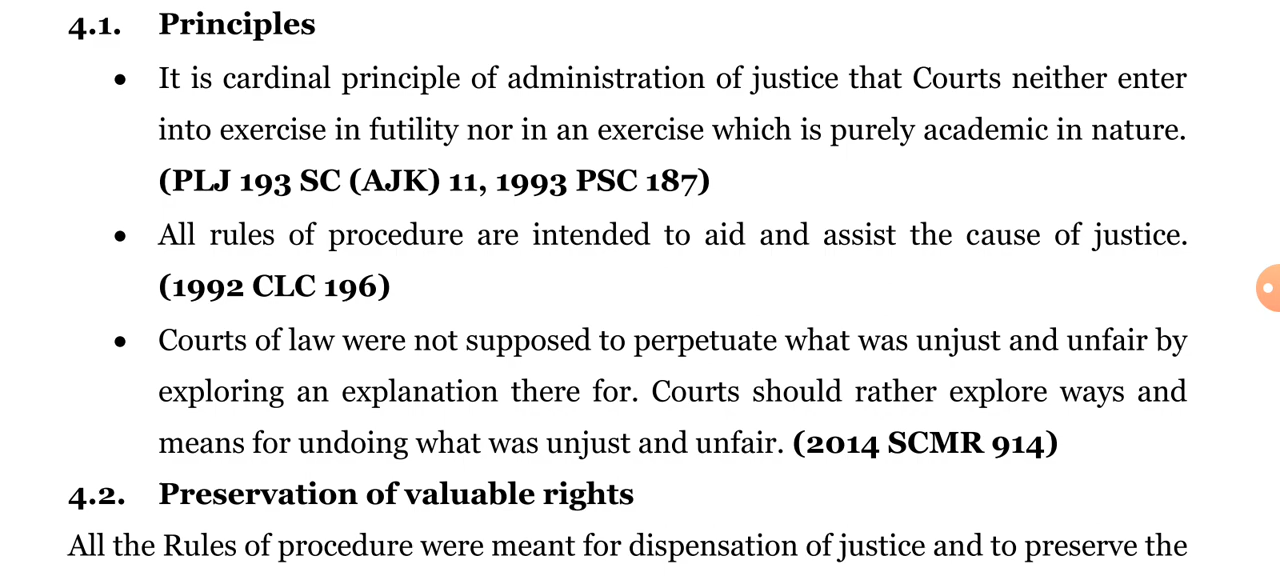 4.1. Principles
• It is cardinal principle of administration of justice that Courts neither enter
into exercise in futility nor in an exercise which is purely academic in nature.
(PLJ 193 SC (AJK) 11, 1993 PSC 187)
• All rules of procedure are intended to aid and assist the cause of justice.
(1992 CLC 196)
• Courts of law were not supposed to perpetuate what was unjust and unfair by
exploring an explanation there for. Courts should rather explore ways and
means for undoing what was unjust and unfair. (2014 SCMR 914)
4.2. Preservation of valuable rights
All the Rules of procedure were meant for dispensation of justice and to preserve the